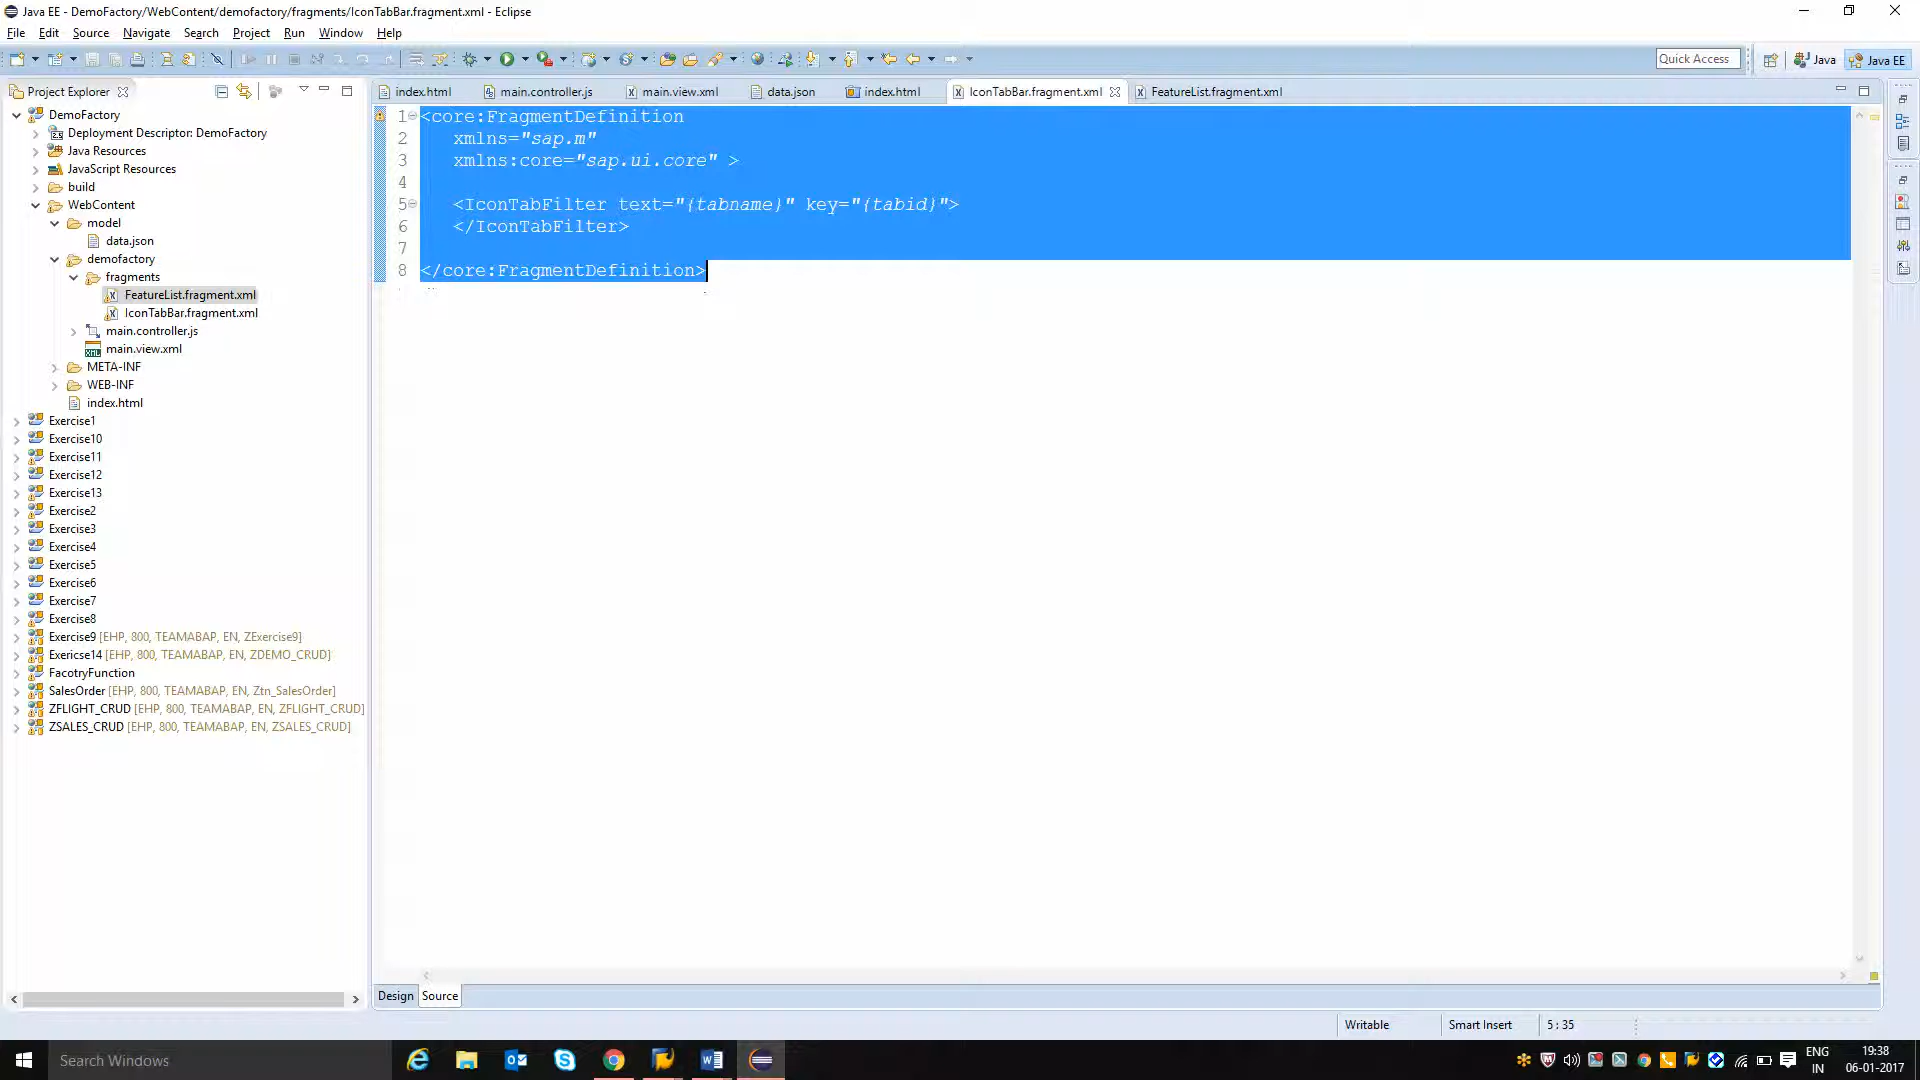 Java EE - DemoFactory/WebContent/demofactory/fragments/IconTabBar.fragment.xml - Eclipse
File Edit Source Navigate Search Project Run Window Help
Quick Access Java Java EE
Project Explorer
index.html main.controller.js main.view.xml data.json index.html IconTabBar.fragment.xml FeatureList.fragment.xml
DemoFactory
Deployment Descriptor: DemoFactory
Java Resources
JavaScript Resources
build
WebContent
model
data.json
demofactory
fragments
FeatureList.fragment.xml
IconTabBar.fragment.xml
main.controller.js
main.view.xml
META-INF
WEB-INF
index.html
Exercise1
Exercise10
Exercise11
Exercise12
Exercise13
Exercise2
Exercise3
Exercise4
Exercise5
Exercise6
Exercise7
Exercise8
Exercise9 [EHP, 800, TEAMABAP, EN, ZExercise9]
Exericse14 [EHP, 800, TEAMABAP, EN, ZDEMO_CRUD]
FacotryFunction
SalesOrder [EHP, 800, TEAMABAP, EN, Ztn_SalesOrder]
ZFLIGHT_CRUD [EHP, 800, TEAMABAP, EN, ZFLIGHT_CRUD]
ZSALES_CRUD [EHP, 800, TEAMABAP, EN, ZSALES_CRUD]
1 <core:FragmentDefinition
2 xmlns="sap.m"
3 xmlns:core="sap.ui.core" >
4
5 <IconTabFilter text="{tabname}" key="{tabid}">
6 </IconTabFilter>
7
8 </core:FragmentDefinition>
Design Source
Writable Smart Insert 5 : 35
Search Windows
ENG
IN
19:38
06-01-2017